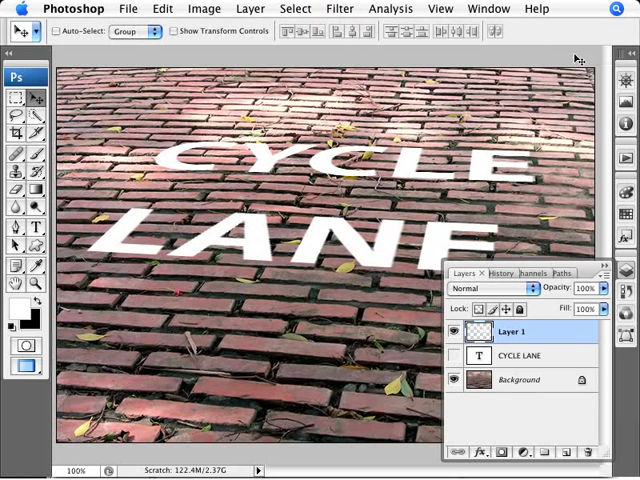 Photoshop File Edit Image Layer Select Filter Analysis View Window Help
Auto-Select: Group Show Transform Controls
Ps
CYCLE
LANE
Layers × History hannels Paths
Normal Opacity: 100%
Lock: Fill: 100%
Layer 1
T CYCLE LANE
Background
100% Scratch: 122.4M/2.37G